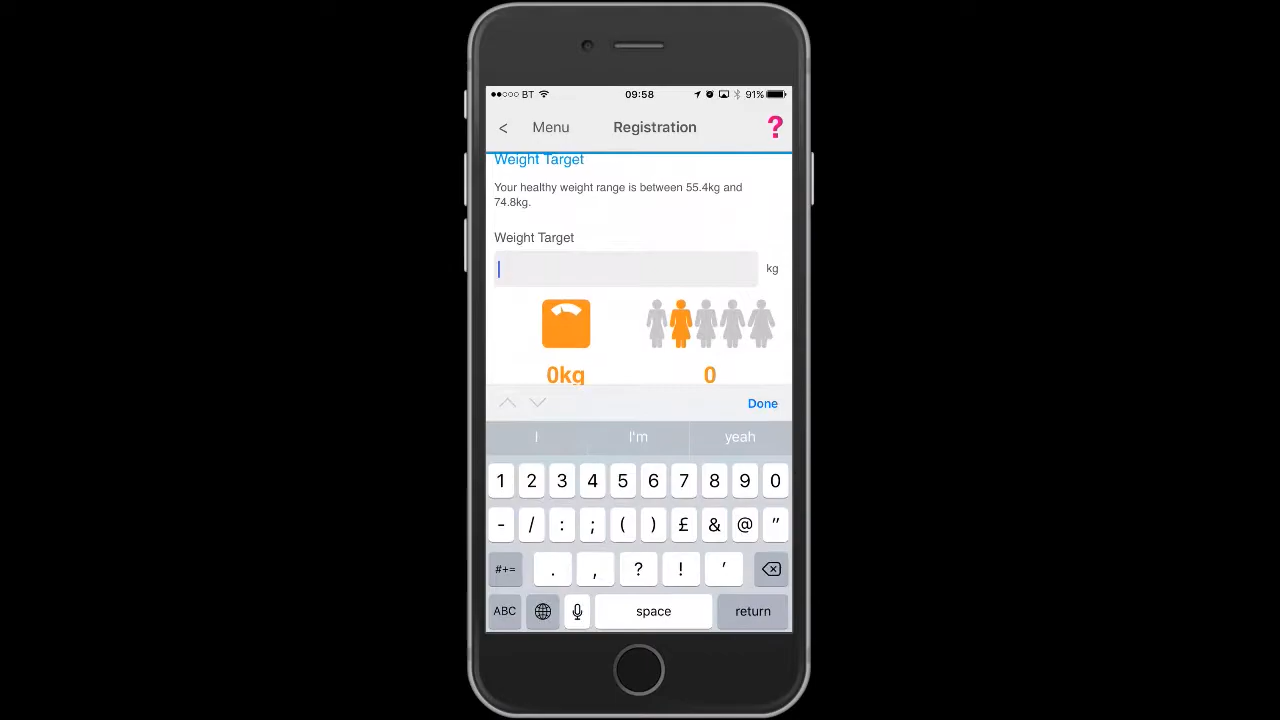 BT 09:58 91%
< Menu Registration ?
Weight Target
Your healthy weight range is between 55.4kg and
74.8kg.
Weight Target
kg
0kg 0
Done
I I'm yeah
1 2 3 4 5 6 7 8 9 0
- / : ; ( ) £ & @ "
#+= . , ? ! '
ABC space return